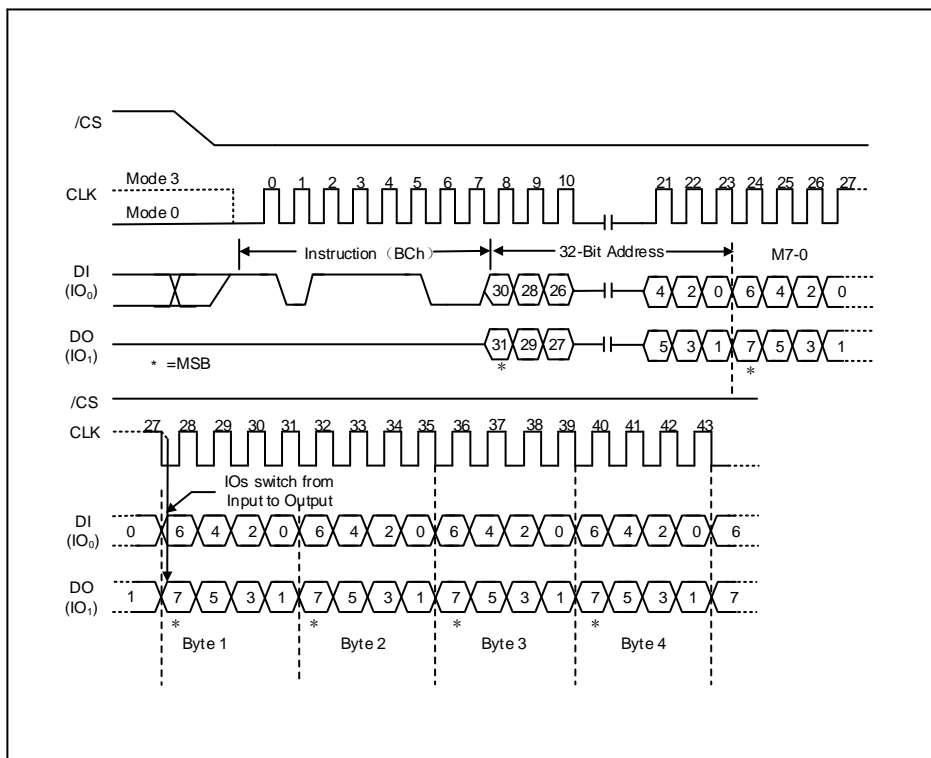 /CS
Mode 3
CLK
Mode 0
0 1 2 3 4 5 6 7 8 9 10 21 22 23 24 25 26 27
Instruction（BCh） 32-Bit Address M7-0
DI
(IO₀)
30 28 26 4 2 0 6 4 2 0
DO
(IO₁)
31 29 27 5 3 1 7 5 3 1
* *
* =MSB
/CS
CLK
27 28 29 30 31 32 33 34 35 36 37 38 39 40 41 42 43
IOs switch from
Input to Output
DI
(IO₀)
0 6 4 2 0 6 4 2 0 6 4 2 0 6 4 2 0 6
DO
(IO₁)
1 7 5 3 1 7 5 3 1 7 5 3 1 7 5 3 1 7
* * * *
Byte 1 Byte 2 Byte 3 Byte 4